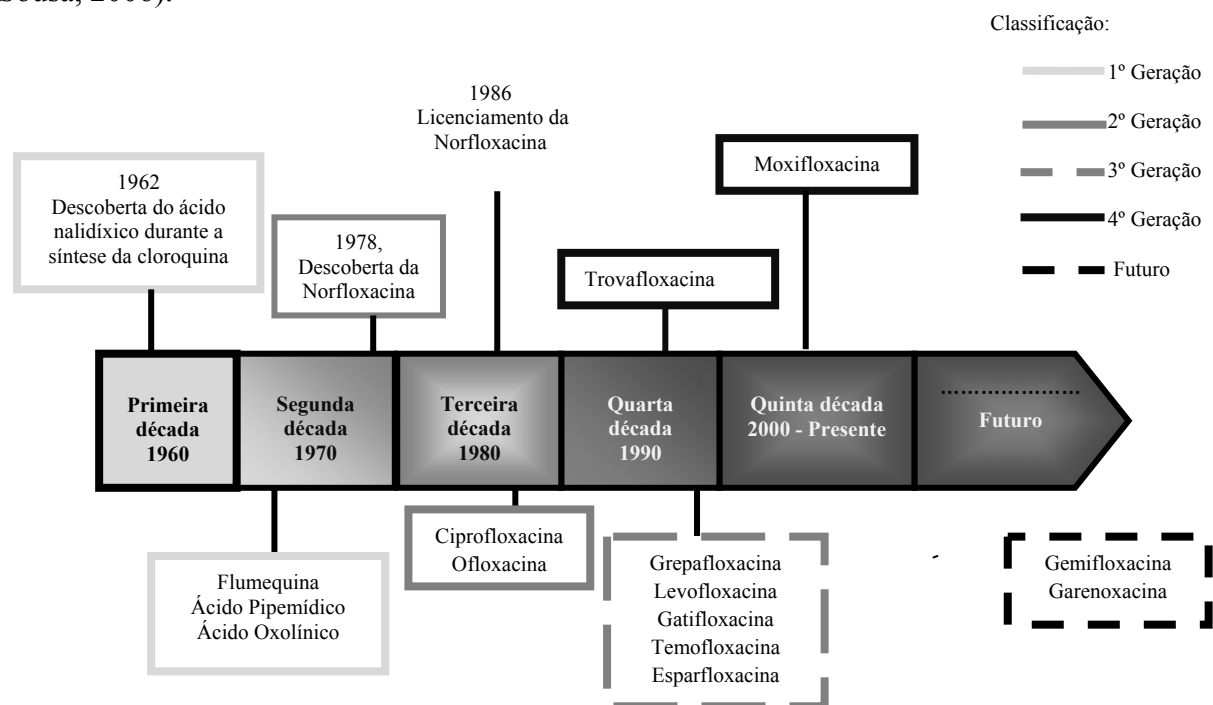 Sousa, 2006).
Classificação:
1º Geração
2º Geração
3º Geração
4º Geração
Futuro
1986
Licenciamento da
Norfloxacina
Moxifloxacina
1962
Descoberta do ácido
nalidíxico durante a
síntese da cloroquina
1978,
Descoberta da
Norfloxacina
Trovafloxacina
Primeira
década
1960
Segunda
década
1970
Terceira
década
1980
Quarta
década
1990
Quinta década
2000 - Presente
.....................
Futuro
Flumequina
Ácido Pipemídico
Ácido Oxolínico
Ciprofloxacina
Ofloxacina
Grepafloxacina
Levofloxacina
Gatifloxacina
Temofloxacina
Esparfloxacina
Gemifloxacina
Garenoxacina